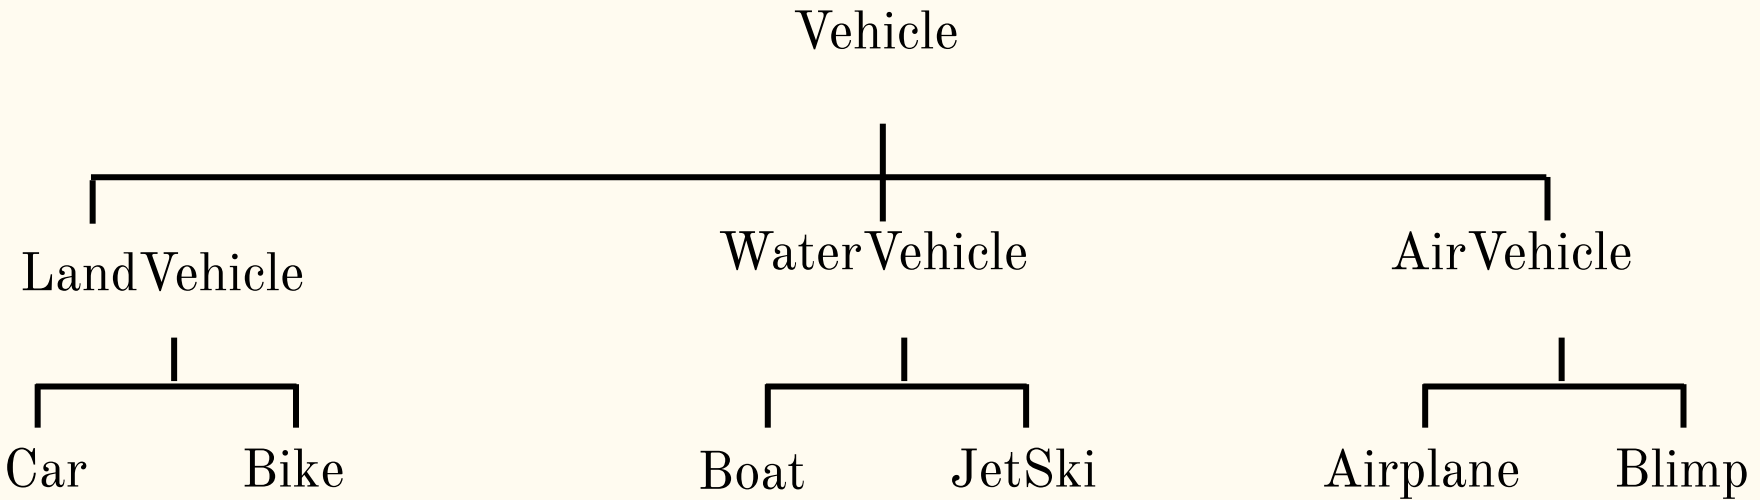 Vehicle
LandVehicle
WaterVehicle
AirVehicle
Car
Bike
Boat
JetSki
Airplane
Blimp